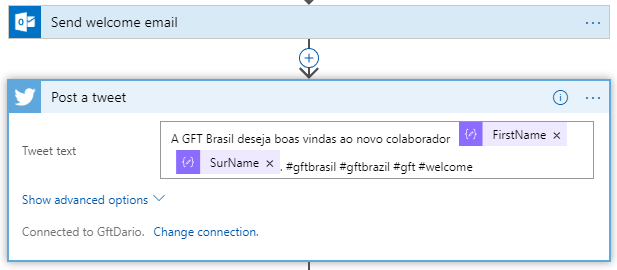 Send welcome email
Post a tweet
Tweet text
A GFT Brasil deseja boas vindas ao novo colaborador FirstName ×
SurName × . #gftbrasil #gftbrazil #gft #welcome
Show advanced options
Connected to GftDario. Change connection.